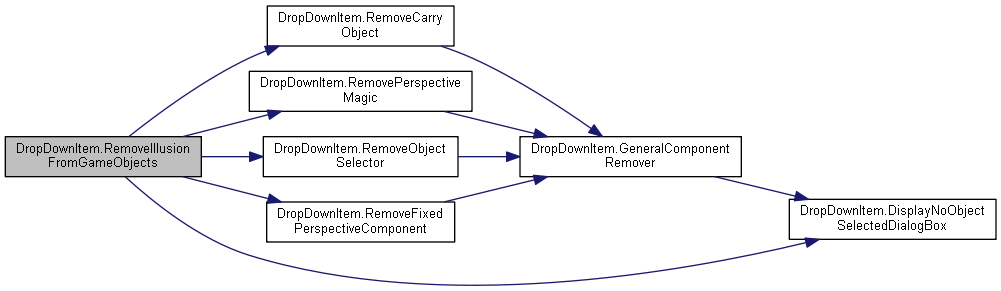 DropDownItem.RemoveCarry
Object
DropDownItem.RemovePerspective
Magic
DropDownItem.RemoveIllusion
FromGameObjects
DropDownItem.RemoveObject
Selector
DropDownItem.GeneralComponent
Remover
DropDownItem.RemoveFixed
PerspectiveComponent
DropDownItem.DisplayNoObject
SelectedDialogBox